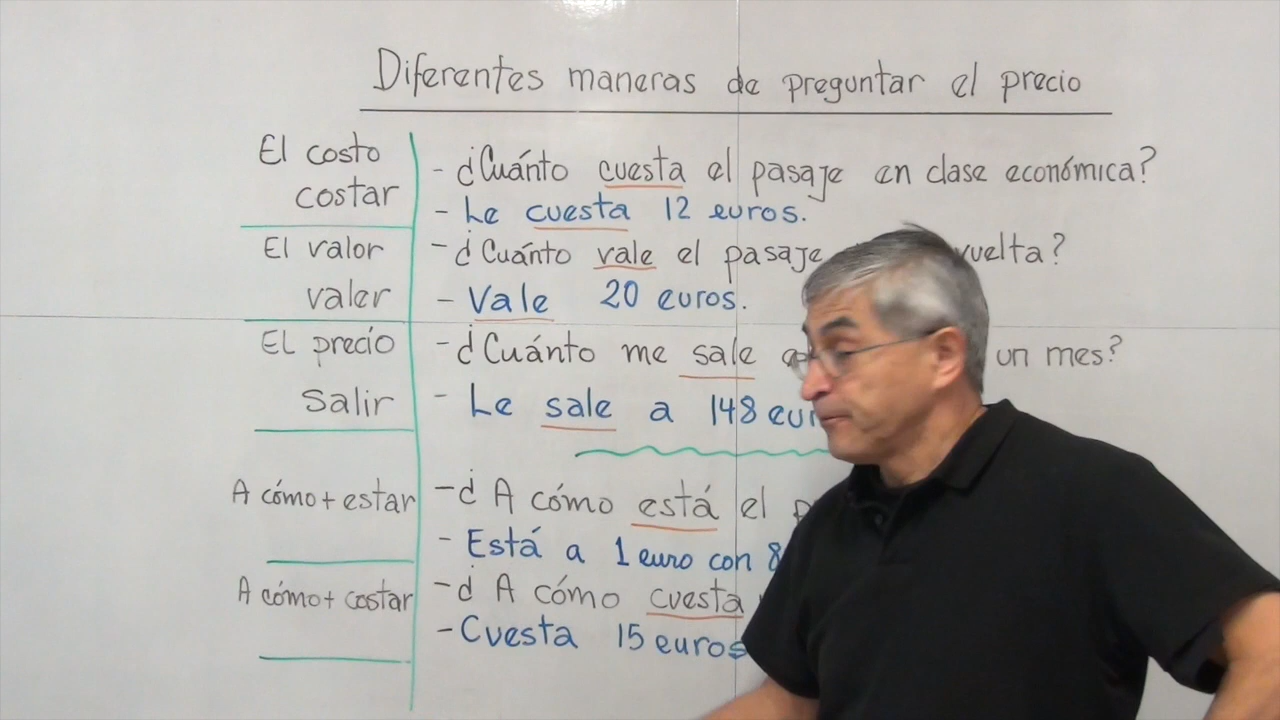 Diferentes maneras de preguntar el precio
El costo
costar
- ¿Cuánto cuesta el pasaje en clase económica?
- Le cuesta 12 euros.
El valor
valer
- ¿Cuánto vale el pasaje vuelta?
- Vale 20 euros.
El precio
Salir
- ¿Cuánto me sale un mes?
- Le sale a 148
A cómo + estar
- ¿A cómo está el
- Está a 1 euro con
A cómo + costar
- ¿A cómo cuesta
- Cuesta 15 euros